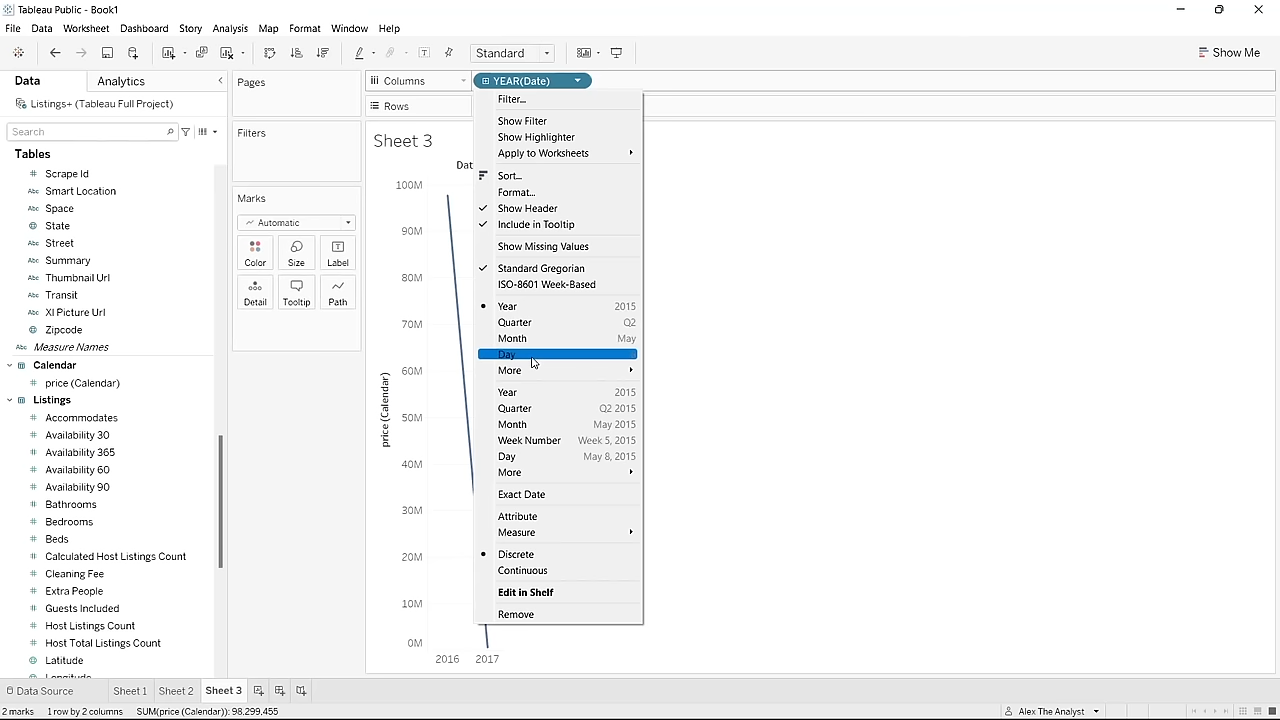 Tableau Public - Book1
File Data Worksheet Dashboard Story Analysis Map Format Window Help
Standard
Show Me
Data Analytics
Pages
Columns
YEAR(Date)
Listings+ (Tableau Full Project)
Rows
Search
Filters
Tables
Scrape Id
Smart Location
Space
State
Street
Summary
Thumbnail Url
Transit
Xl Picture Url
Zipcode
Measure Names
Calendar
price (Calendar)
Listings
Accommodates
Availability 30
Availability 365
Availability 60
Availability 90
Bathrooms
Bedrooms
Beds
Calculated Host Listings Count
Cleaning Fee
Extra People
Guests Included
Host Listings Count
Host Total Listings Count
Latitude
Marks
Automatic
Color Size Label
Detail Tooltip Path
Sheet 3
Dat
100M
90M
80M
70M
60M
50M
40M
30M
20M
10M
0M
price (Calendar)
2016 2017
Filter...
Show Filter
Show Highlighter
Apply to Worksheets
Sort...
Format...
Show Header
Include in Tooltip
Show Missing Values
Standard Gregorian
ISO-8601 Week-Based
Year 2015
Quarter Q2
Month May
Day
More
Year 2015
Quarter Q2 2015
Month May 2015
Week Number Week 5, 2015
Day May 8, 2015
More
Exact Date
Attribute
Measure
Discrete
Continuous
Edit in Shelf
Remove
Data Source Sheet 1 Sheet 2 Sheet 3
2 marks 1 row by 2 columns SUM(price (Calendar)): 98,299,455
Alex The Analyst